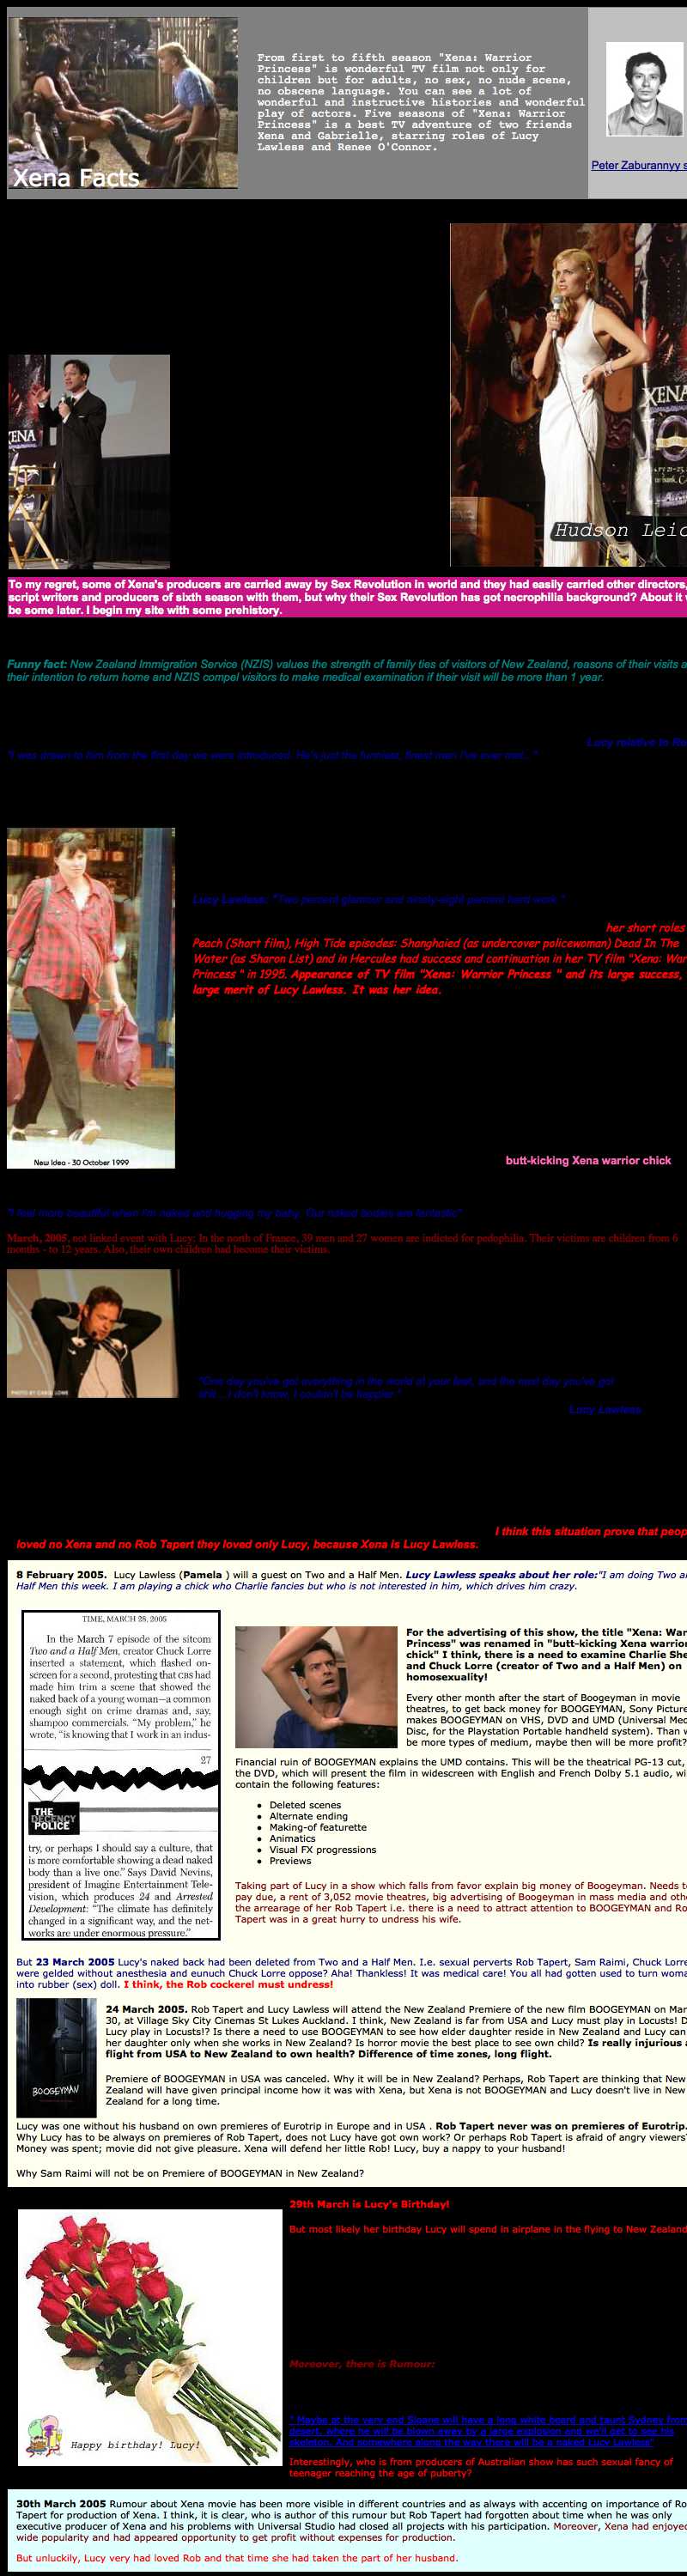 From first to fifth season "Xena: Warrior
Princess" is wonderful TV film not only for
children but for adults, no sex, no nude scene,
no obscene language. You can see a lot of
wonderful and instructive histories and wonderful
play of actors. Five seasons of "Xena: Warrior
Princess" is a best TV adventure of two friends
Xena and Gabrielle, starring roles of Lucy
Lawless and Renee O'Connor.
Xena Facts
Peter Zaburannyy s
XENA
XENA
Hudson Leic
To my regret, some of Xena's producers are carried away by Sex Revolution in world and they had easily carried other directors,
script writers and producers of sixth season with them, but why their Sex Revolution has got necrophilia background? About it
be some later. I begin my site with some prehistory.
Funny fact: New Zealand Immigration Service (NZIS) values the strength of family ties of visitors of New Zealand, reasons of their visits a
their intention to return home and NZIS compel visitors to make medical examination if their visit will be more than 1 year.
Lucy relative to Ro
"I was drawn to him from the first day we were introduced. He's just the funniest, man I've ever met..."
Lucy Lawless: "Two percent glamour and ninety-eight percent hard work."
her short roles
Peach (Short film), High Tide episodes: Shanghaied (as undercover policewoman) Dead In The
Water (as Sharon List) and in Hercules had success and continuation in her TV film "Xena: War
Princess " in 1995. Appearance of TV film "Xena: Warrior Princess " and its large success,
large merit of Lucy Lawless. It was her idea.
New Idea - 30 October 1999
butt-kicking Xena warrior chick
"I feel more beautiful when I'm naked and hugging my baby. Our naked bodies are fantastic"
March, 2005, not linked event with Lucy: In the north of France, 39 men and 27 women are indicted for pedophilia. Their victims are children from 6
months - to 12 years. Also, their own children had become their victims.
PHOTO BY CAROL LOWE
"One day you've got everything in the world at your feet, and the next day you've got
shit... I don't know, I couldn't be happier."
Lucy Lawless
I think this situation prove that peop
loved no Xena and no Rob Tapert they loved only Lucy, because Xena is Lucy Lawless.
8 February 2005. Lucy Lawless (Pamela ) will a guest on Two and a Half Men. Lucy Lawless speaks about her role:"I am doing Two a
Half Men this week. I am playing a chick who Charlie fancies but who is not interested in him, which drives him crazy.
TIME, MARCH 28, 2005
In the March 7 episode of the sitcom
Two and a Half Men, creator Chuck Lorre
inserted a statement, which flashed on-
screen for a second, protesting that CBS had
made him trim a scene that showed the
naked back of a young woman—a common
enough sight on crime dramas and, say,
shampoo commercials. "My problem," he
wrote, "is knowing that I work in an indus-
27
THE
DECENCY
POLICE
try, or perhaps I should say a culture, that
is more comfortable showing a dead naked
body than a live one." Says David Nevins,
president of Imagine Entertainment Tele-
vision, which produces 24 and Arrested
Development: "The climate has definitely
changed in a significant way, and the net-
works are under enormous pressure."
For the advertising of this show, the title "Xena: War
Princess" was renamed in "butt-kicking Xena warrior
chick" I think, there is a need to examine Charlie She
and Chuck Lorre (creator of Two and a Half Men) on
homosexuality!
Every other month after the start of Boogeyman in movie
theatres, to get back money for BOOGEYMAN, Sony Picture
makes BOOGEYMAN on VHS, DVD and UMD (Universal Med
Disc, for the Playstation Portable handheld system). Than
be more types of medium, maybe then will be more profit?
Financial ruin of BOOGEYMAN explains the UMD contains. This will be the theatrical PG-13 cut,
the DVD, which will present the film in widescreen with English and French Dolby 5.1 audio, wi
contain the following features:
Deleted scenes
Alternate ending
Making-of featurette
Animatics
Visual FX progressions
Previews
Taking part of Lucy in a show which falls from favor explain big money of Boogeyman. Needs t
pay due, a rent of 3,052 movie theatres, big advertising of Boogeyman in mass media and oth
the arrearage of her Rob Tapert i.e. there is a need to attract attention to BOOGEYMAN and Ro
Tapert was in a great hurry to undress his wife.
But 23 March 2005 Lucy's naked back had been deleted from Two and a Half Men. I.e. sexual perverts Rob Tapert, Sam Raimi, Chuck Lorre
were gelded without anesthesia and eunuch Chuck Lorre oppose? Aha! Thankless! It was medical care! You all had gotten used to turn woma
into rubber (sex) doll. I think, the Rob cockerel must undress!
BOOGEYMAN
24 March 2005. Rob Tapert and Lucy Lawless will attend the New Zealand Premiere of the new film BOOGEYMAN on Mar
30, at Village Sky City Cinemas St Lukes Auckland. I think, New Zealand is far from USA and Lucy must play in Locusts! D
Lucy play in Locusts!? Is there a need to use BOOGEYMAN to see how elder daughter reside in New Zealand and Lucy can
her daughter only when she works in New Zealand? Is horror movie the best place to see own child? Is really injurious a
flight from USA to New Zealand to own health? Difference of time zones, long flight.
Premiere of BOOGEYMAN in USA was canceled. Why it will be in New Zealand? Perhaps, Rob Tapert are thinking that New
Zealand will have given principal income how it was with Xena, but Xena is not BOOGEYMAN and Lucy doesn't live in New
Zealand for a long time.
Lucy was one without his husband on own premieres of Eurotrip in Europe and in USA . Rob Tapert never was on premieres of Eurotrip.
Why Lucy has to be always on premieres of Rob Tapert, does not Lucy have got own work? Or perhaps Rob Tapert is afraid of angry viewers?
Money was spent; movie did not give pleasure. Xena will defend her little Rob! Lucy, buy a nappy to your husband!
Why Sam Raimi will not be on Premiere of BOOGEYMAN in New Zealand?
29th March is Lucy's Birthday!
But most likely her birthday Lucy will spend in airplane in the flying to New Zealand
Moreover, there is Rumour:
" Maybe at the very end Sloane will have a long white beard and taunt Sydney from
desert, where he will be blown away by a large explosion and we'll get to see his
skeleton. And somewhere along the way there will be a naked Lucy Lawless"
Interestingly, who is from producers of Australian show has such sexual fancy of
teenager reaching the age of puberty?
Happy birthday! Lucy!
30th March 2005 Rumour about Xena movie has been more visible in different countries and as always with accenting on importance of Ro
Tapert for production of Xena. I think, it is clear, who is author of this rumour but Rob Tapert had forgotten about time when he was only
executive producer of Xena and his problems with Universal Studio had closed all projects with his participation. Moreover, Xena had enjoyed
wide popularity and had appeared opportunity to get profit without expenses for production.
But unluckily, Lucy very had loved Rob and that time she had taken the part of her husband.